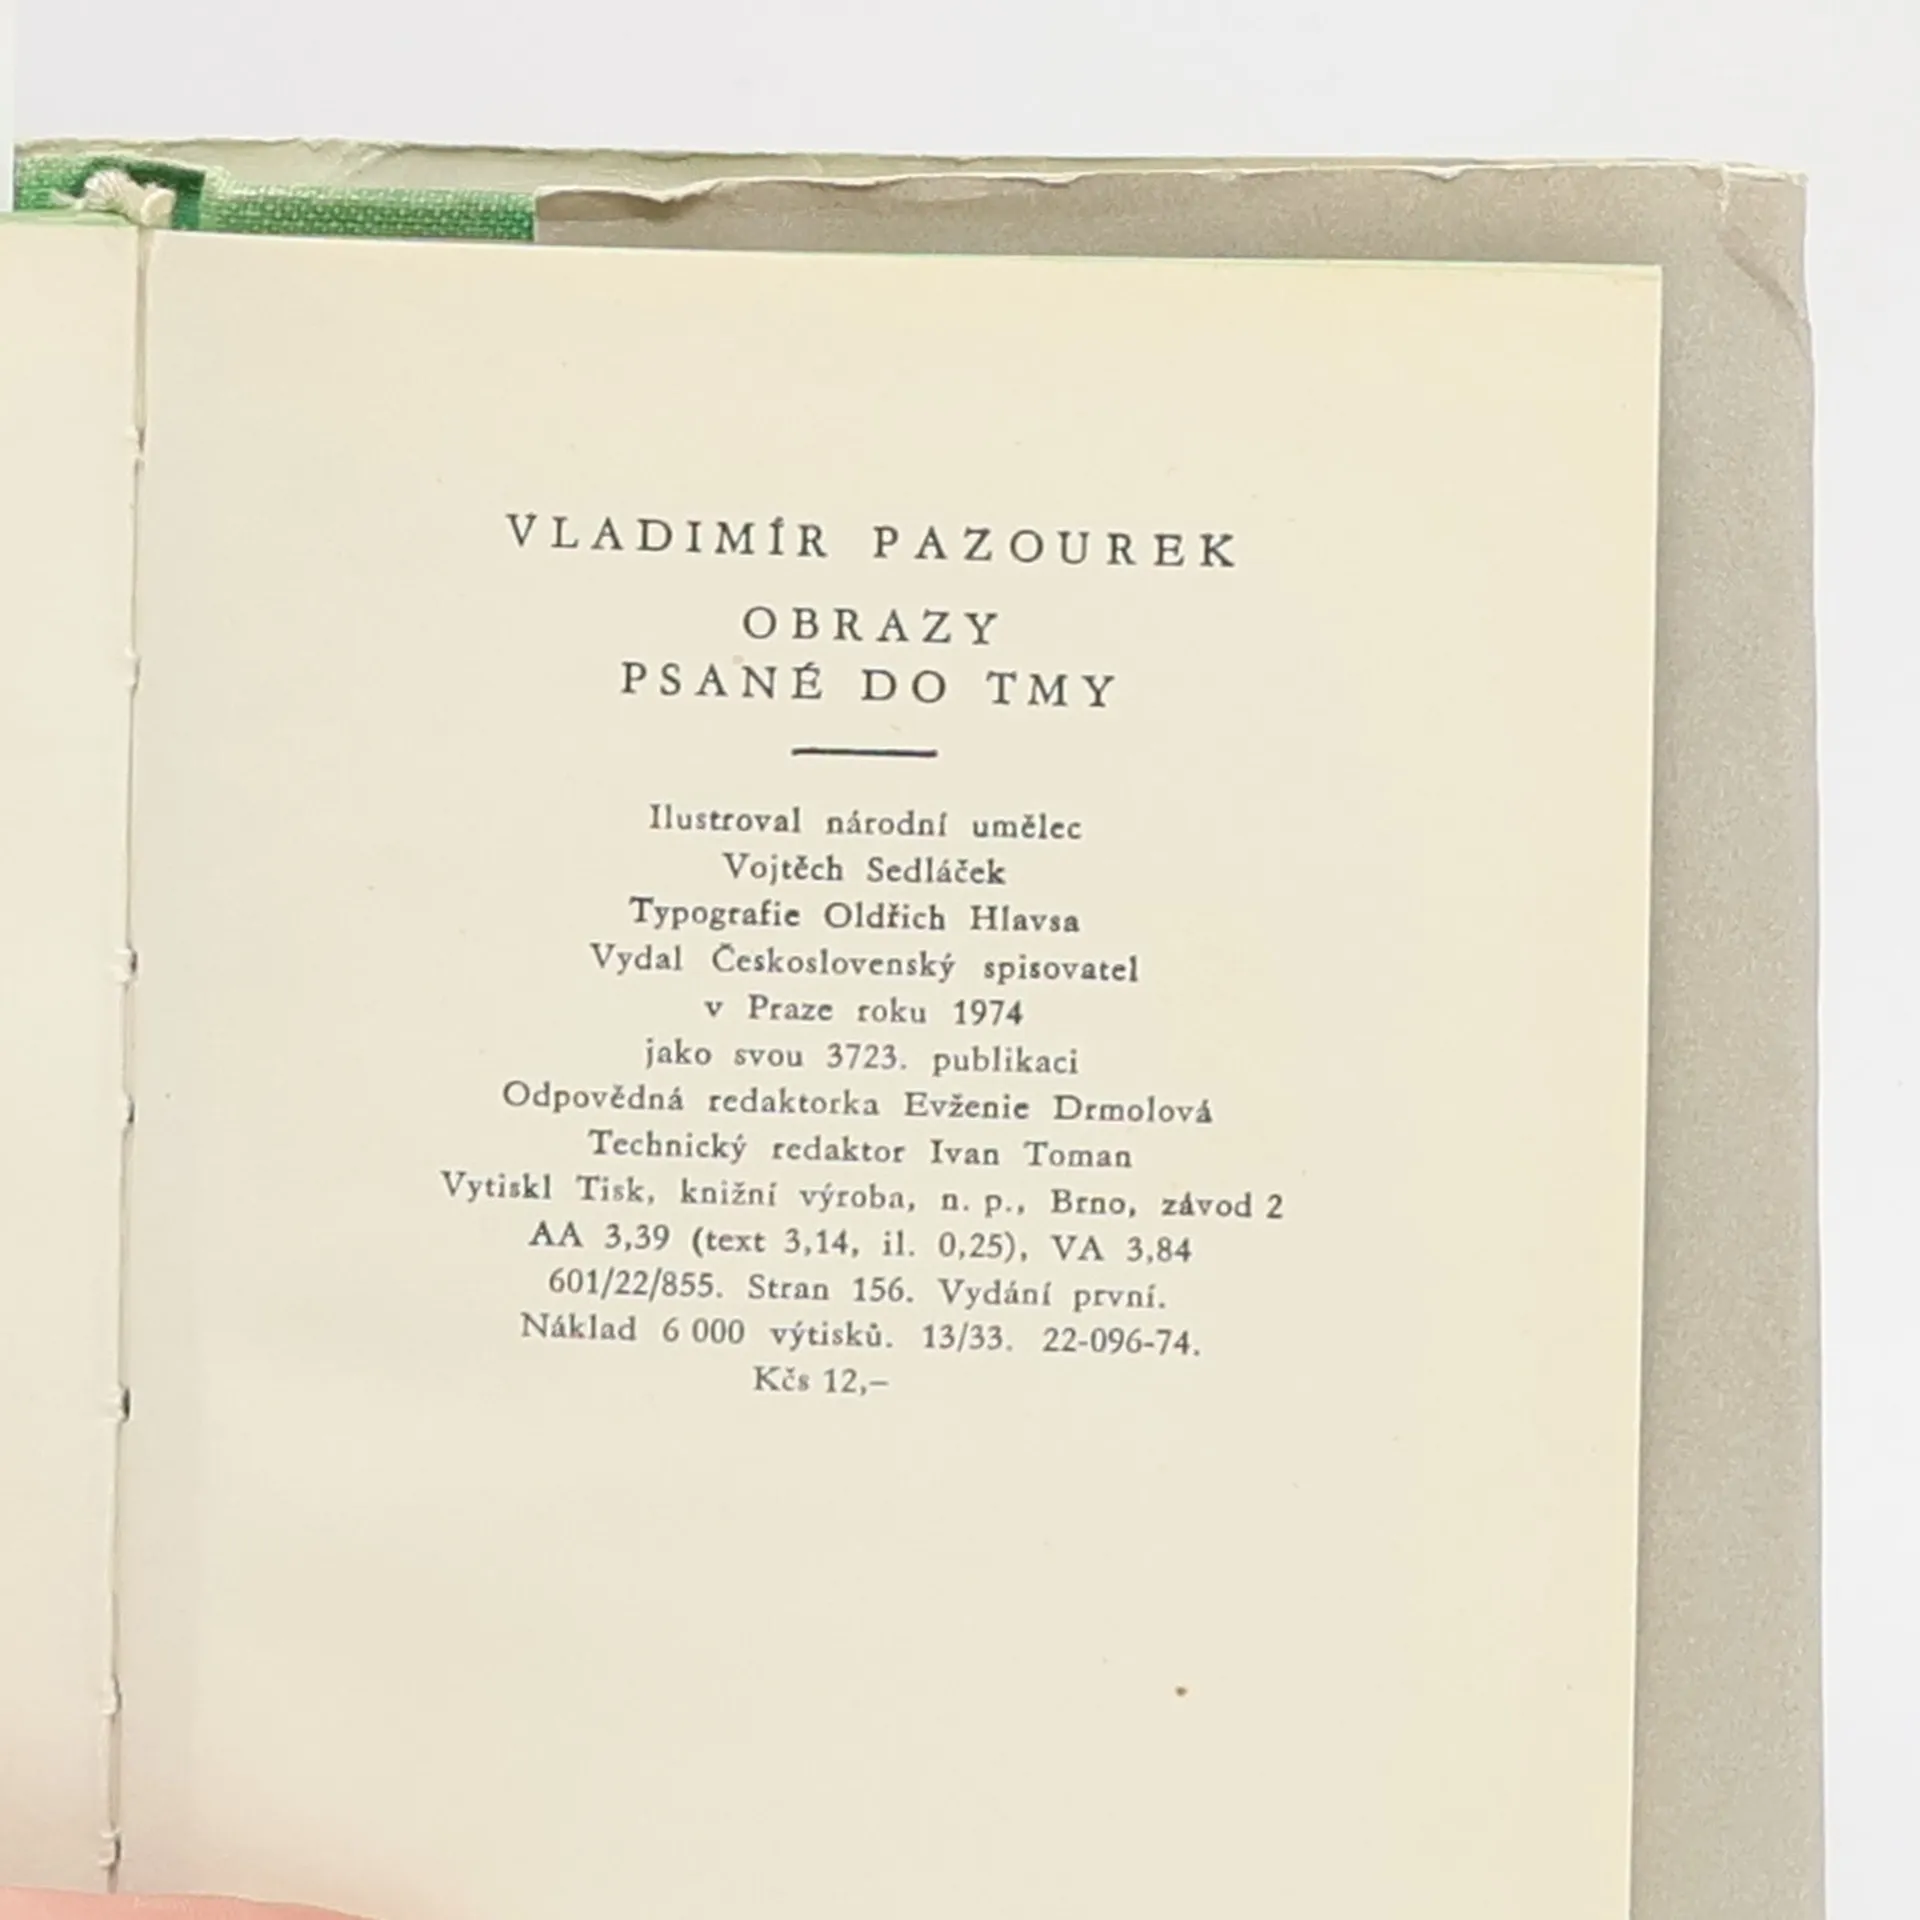 VLADIMÍR PAZOUREK
OBRAZY
PSANÉ DO TMY
Ilustroval národní umělec
Vojtěch Sedláček
Typografie Oldřich Hlavsa
Vydal Československý spisovatel
v Praze roku 1974
jako svou 3723. publikaci
Odpovědná redaktorka Evženie Drmolová
Technický redaktor Ivan Toman
Vytiskl Tisk, knižní výroba, n. p., Brno, závod 2
AA 3,39 (text 3,14, il. 0,25), VA 3,84
601/22/855. Stran 156. Vydání první.
Náklad 6 000 výtisků. 13/33. 22-096-74.
Kčs 12,–